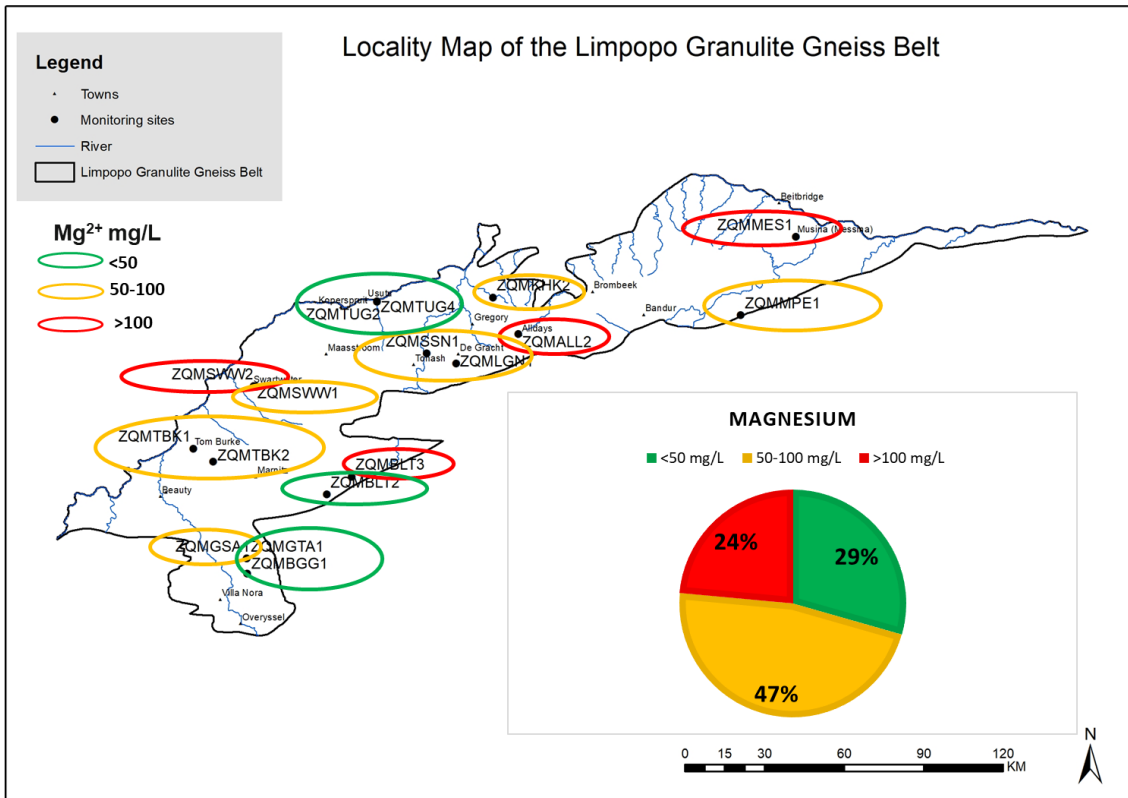 Locality Map of the Limpopo Granulite Gneiss Belt
Legend
Towns
Monitoring sites
River
Limpopo Granulite Gneiss Belt
Mg²⁺ mg/L
<50
50-100
>100
Beitbridge
ZQMMES1
Musina (Messina)
ZQMKHK2
Brombeek
Usutu
ZQMTUG2
ZQMTUG4
ZQMMPE1
Bandur
Gregory
Alldays
ZQMALL2
ZQMSSN1
De Gracht
Maasstroom
Tolnash
ZQMLGN1
ZQMSWW2
Swartwater
ZQMSWW1
ZQMTBK1
Tom Burke
ZQMTBK2
Marnitz
ZQMBLT3
ZQMBLT2
Beauty
ZQMGSA1
ZQMGTA1
ZQMBGG1
Villa Nora
Overyssel
MAGNESIUM
<50 mg/L
50-100 mg/L
>100 mg/L
24%
29%
47%
N
0 15 30 60 90 120
KM